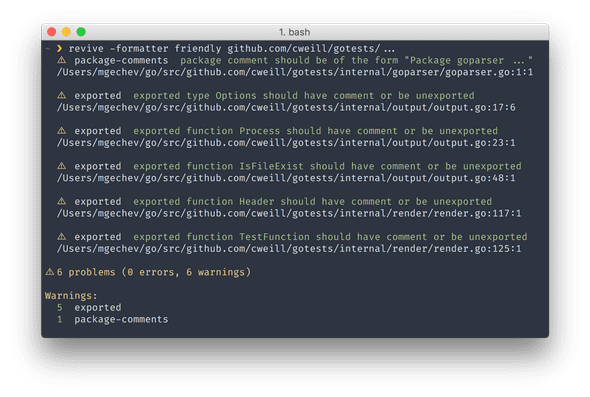 1. bash
~ ❯ revive -formatter friendly github.com/cweill/gotests/...
⚠ package-comments package comment should be of the form "Package goparser ..."
/Users/mgechev/go/src/github.com/cweill/gotests/internal/goparser/goparser.go:1:1
⚠ exported exported type Options should have comment or be unexported
/Users/mgechev/go/src/github.com/cweill/gotests/internal/output/output.go:17:6
⚠ exported exported function Process should have comment or be unexported
/Users/mgechev/go/src/github.com/cweill/gotests/internal/output/output.go:23:1
⚠ exported exported function IsFileExist should have comment or be unexported
/Users/mgechev/go/src/github.com/cweill/gotests/internal/output/output.go:48:1
⚠ exported exported function Header should have comment or be unexported
/Users/mgechev/go/src/github.com/cweill/gotests/internal/render/render.go:117:1
⚠ exported exported function TestFunction should have comment or be unexported
/Users/mgechev/go/src/github.com/cweill/gotests/internal/render/render.go:125:1
⚠ 6 problems (0 errors, 6 warnings)
Warnings:
5 exported
1 package-comments